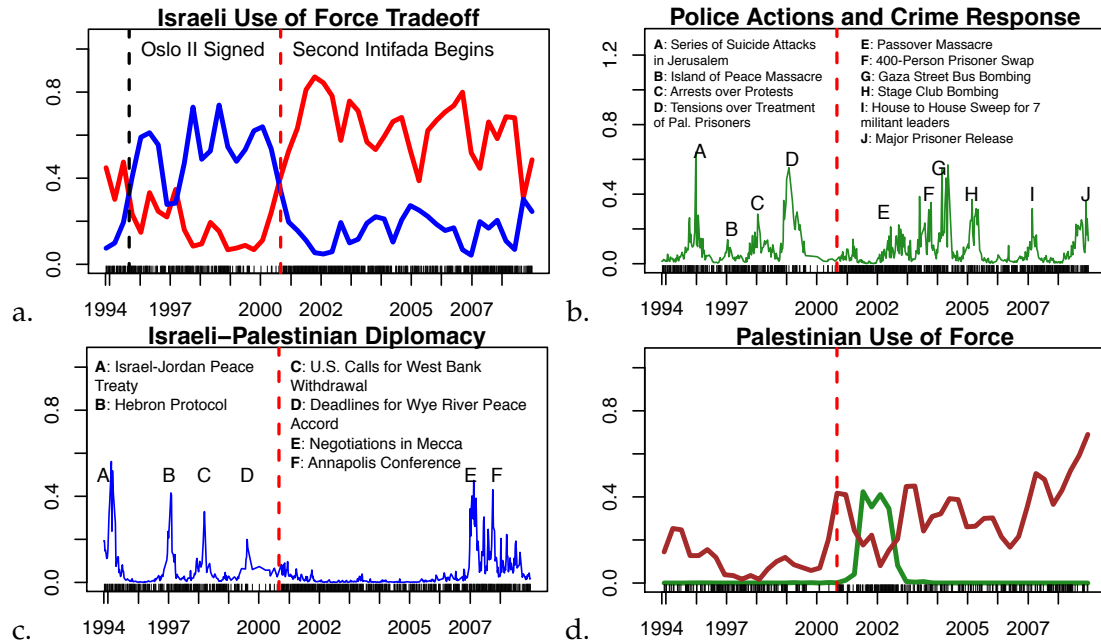 Israeli Use of Force Tradeoff
Oslo II Signed
Second Intifada Begins
0.0
0.4
0.8
1994
1997
2000
2002
2005
2007
a.
Police Actions and Crime Response
A: Series of Suicide Attacks
in Jerusalem
B: Island of Peace Massacre
C: Arrests over Protests
D: Tensions over Treatment
of Pal. Prisoners
E: Passover Massacre
F: 400-Person Prisoner Swap
G: Gaza Street Bus Bombing
H: Stage Club Bombing
I: House to House Sweep for 7
militant leaders
J: Major Prisoner Release
A
B
C
D
E
F
G
H
I
J
0.0
0.4
0.8
1.2
1994
1997
2000
2002
2005
2007
b.
Israeli−Palestinian Diplomacy
A: Israel-Jordan Peace
Treaty
B: Hebron Protocol
C: U.S. Calls for West Bank
Withdrawal
D: Deadlines for Wye River Peace
Accord
E: Negotiations in Mecca
F: Annapolis Conference
A
B
C
D
E
F
0.0
0.4
0.8
1994
1997
2000
2002
2005
2007
c.
Palestinian Use of Force
0.0
0.4
0.8
1994
1997
2000
2002
2005
2007
d.